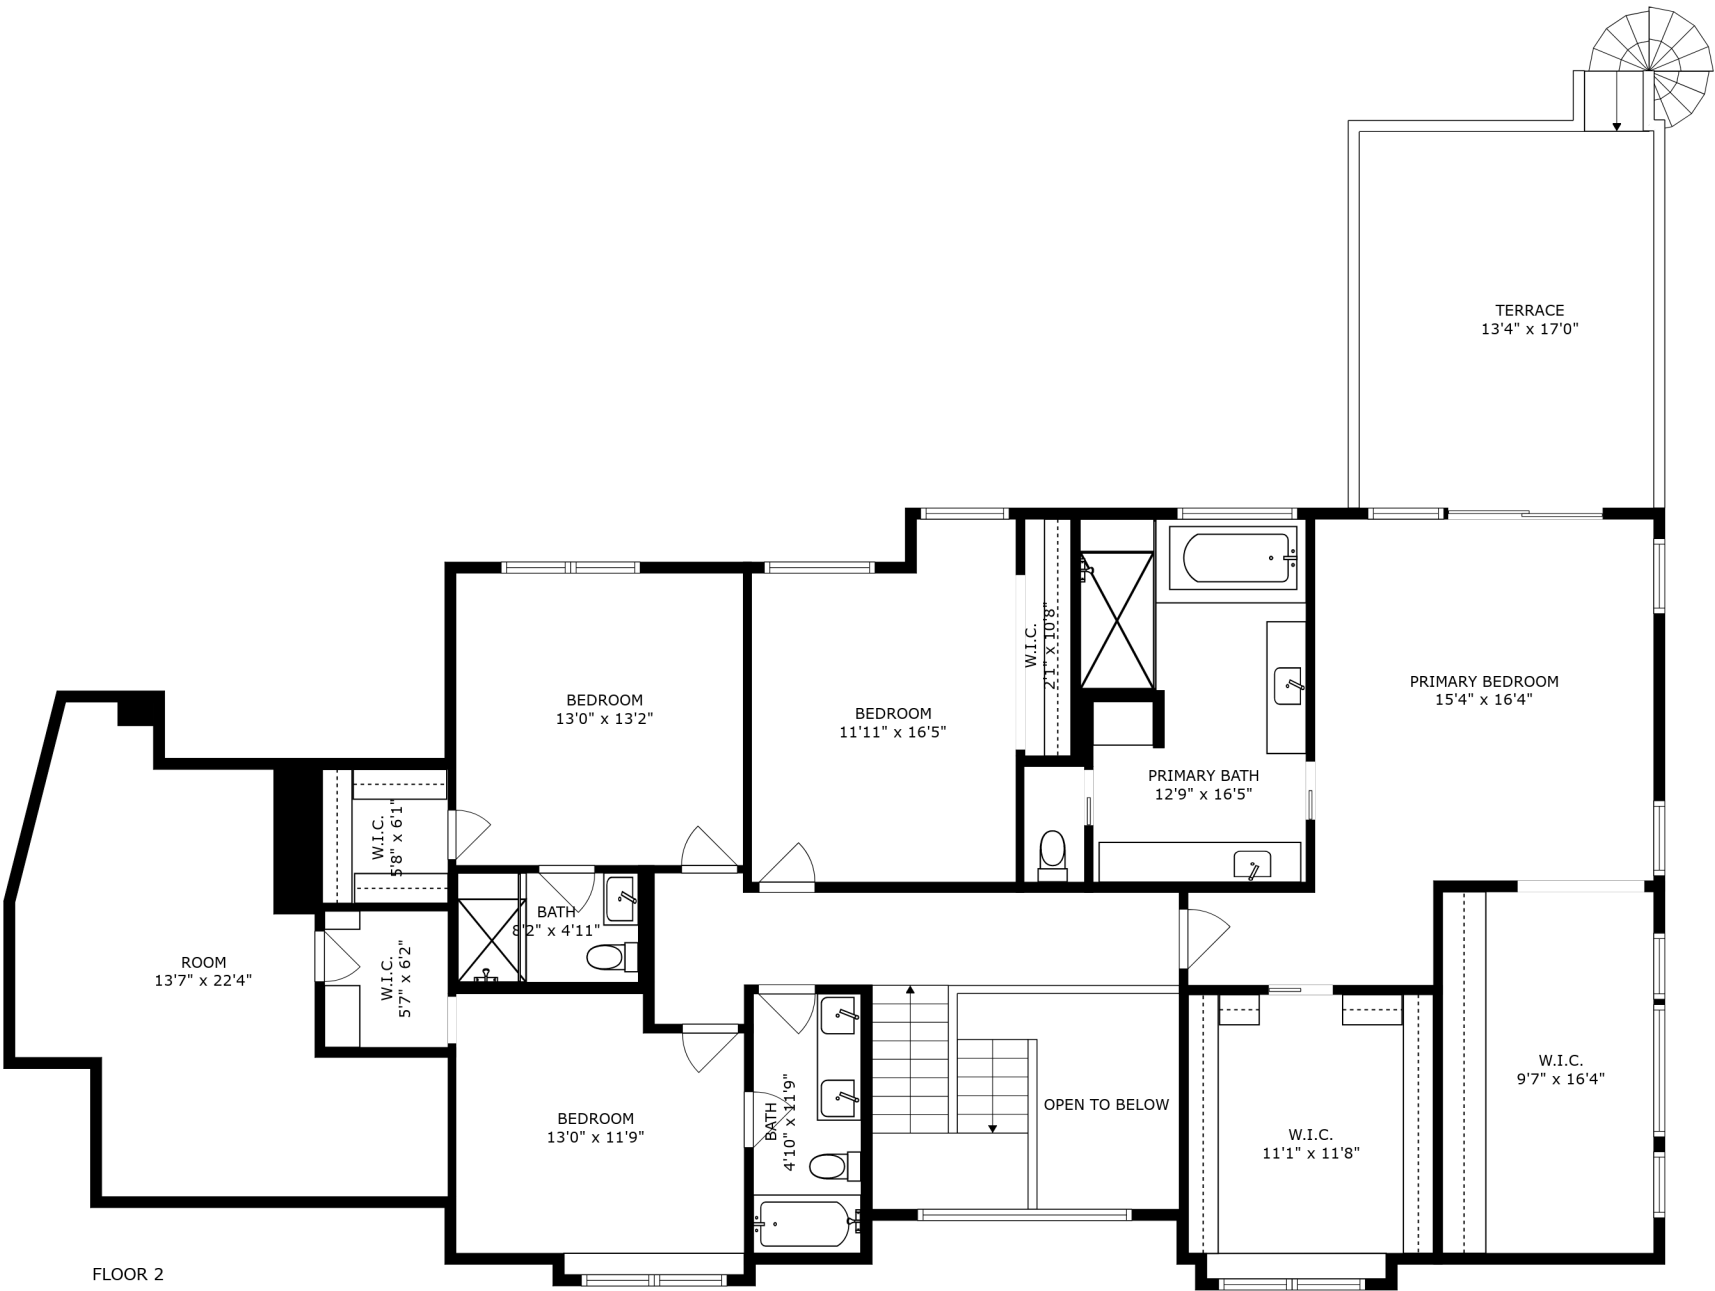 TERRACE
13'4" x 17'0"
W.I.C.
2'1" x 10'8"
PRIMARY BEDROOM
15'4" x 16'4"
BEDROOM
13'0" x 13'2"
BEDROOM
11'11" x 16'5"
PRIMARY BATH
12'9" x 16'5"
W.I.C.
5'8" x 6'1"
BATH
8'2" x 4'11"
ROOM
13'7" x 22'4"
W.I.C.
5'7" x 6'2"
BEDROOM
13'0" x 11'9"
BATH
4'10" x 11'9"
OPEN TO BELOW
W.I.C.
11'1" x 11'8"
W.I.C.
9'7" x 16'4"
FLOOR 2